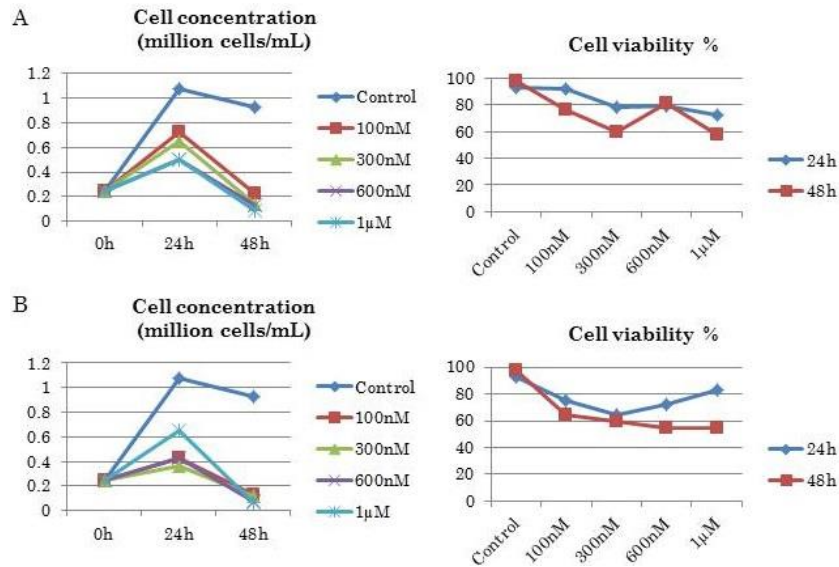 A
Cell concentration
(million cells/mL)
1.2
1
0.8
0.6
0.4
0.2
0
0h
24h
48h
Control
100nM
300nM
600nM
1µM
Cell viability %
100
80
60
40
20
0
Control
100nM
300nM
600nM
1µM
24h
48h
B
Cell concentration
(million cells/mL)
1.2
1
0.8
0.6
0.4
0.2
0
0h
24h
48h
Control
100nM
300nM
600nM
1µM
Cell viability %
100
80
60
40
20
0
Control
100nM
300nM
600nM
1µM
24h
48h